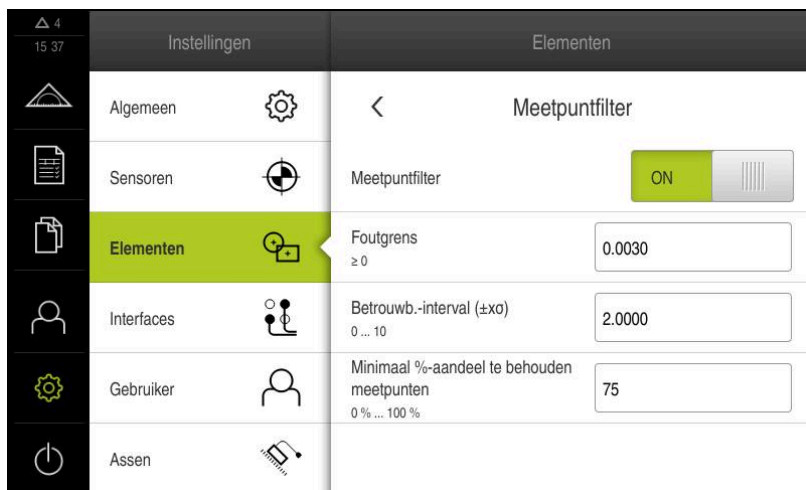 4
15 37
Instellingen
Elementen
Algemeen
Meetpuntfilter
Sensoren
Meetpuntfilter
ON
Elementen
Foutgrens
≥ 0
0.0030
Interfaces
Betrouwb.-interval (±xσ)
0 ... 10
2.0000
Gebruiker
Minimaal %-aandeel te behouden
meetpunten
0 % ... 100 %
75
Assen